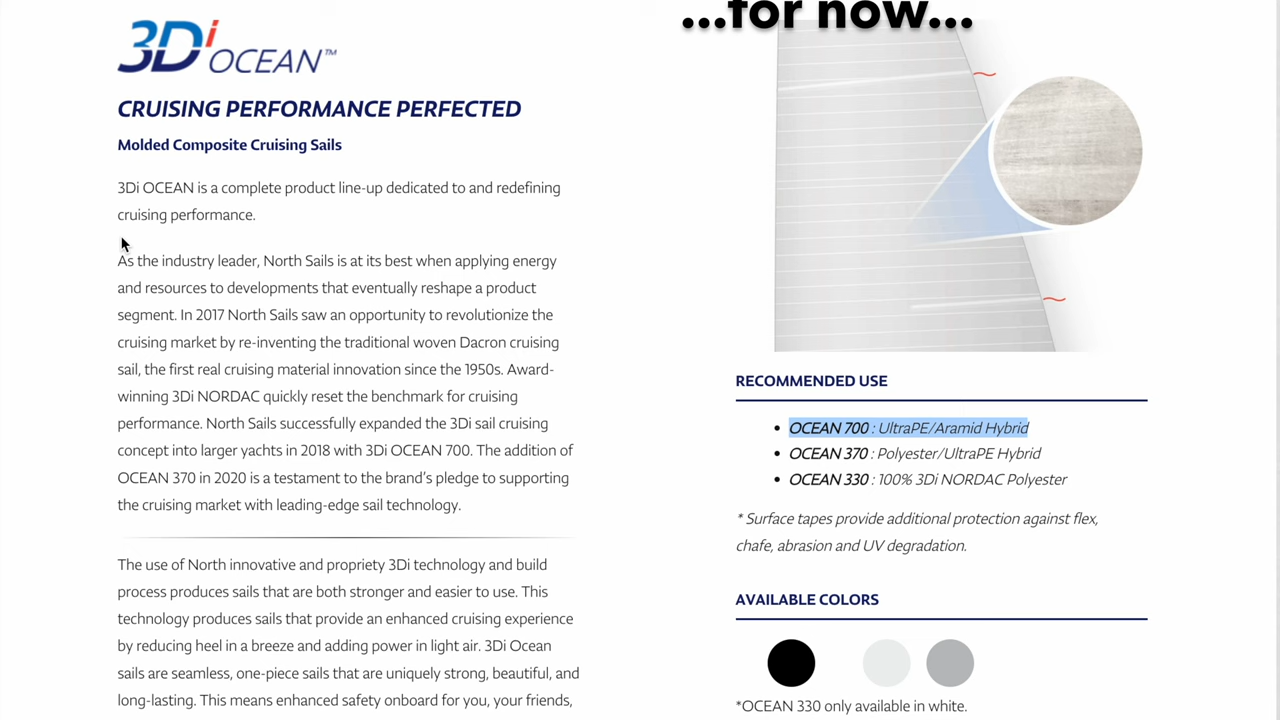 ...for now...
3Di OCEAN™
CRUISING PERFORMANCE PERFECTED
Molded Composite Cruising Sails
3Di OCEAN is a complete product line-up dedicated to and redefining
cruising performance.
As the industry leader, North Sails is at its best when applying energy
and resources to developments that eventually reshape a product
segment. In 2017 North Sails saw an opportunity to revolutionize the
cruising market by re-inventing the traditional woven Dacron cruising
sail, the first real cruising material innovation since the 1950s. Award-
winning 3Di NORDAC quickly reset the benchmark for cruising
performance. North Sails successfully expanded the 3Di sail cruising
concept into larger yachts in 2018 with 3Di OCEAN 700. The addition of
OCEAN 370 in 2020 is a testament to the brand's pledge to supporting
the cruising market with leading-edge sail technology.
The use of North innovative and propriety 3Di technology and build
process produces sails that are both stronger and easier to use. This
technology produces sails that provide an enhanced cruising experience
by reducing heel in a breeze and adding power in light air. 3Di Ocean
sails are seamless, one-piece sails that are uniquely strong, beautiful, and
long-lasting. This means enhanced safety onboard for you, your friends,
RECOMMENDED USE
• OCEAN 700 : UltraPE/Aramid Hybrid
• OCEAN 370 : Polyester/UltraPE Hybrid
• OCEAN 330 : 100% 3Di NORDAC Polyester
* Surface tapes provide additional protection against flex,
chafe, abrasion and UV degradation.
AVAILABLE COLORS
*OCEAN 330 only available in white.